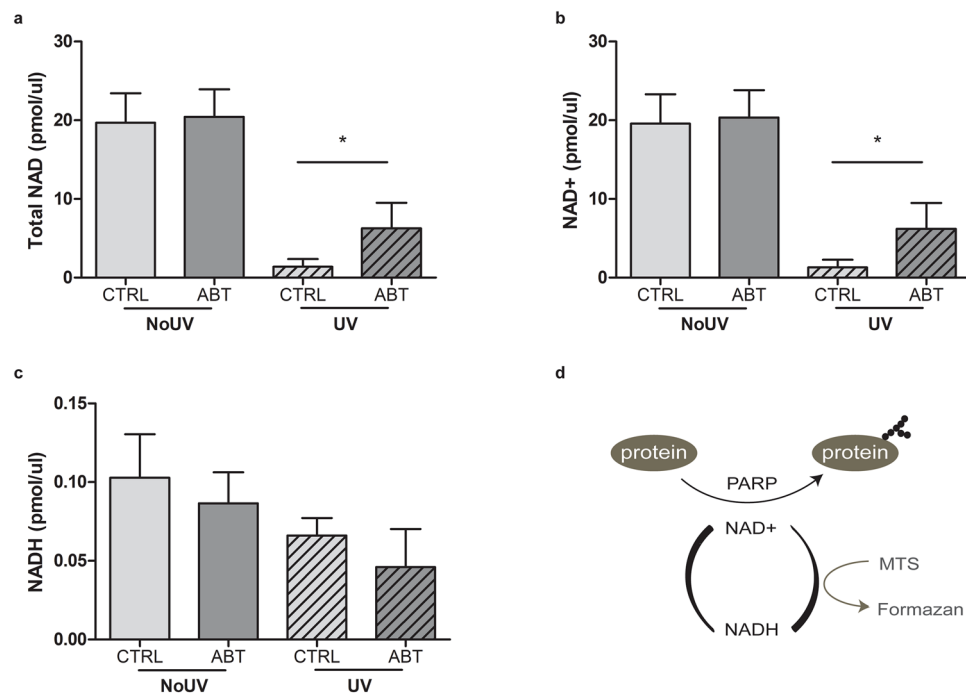 a
Total NAD (pmol/ul)
30
20
10
0
*
CTRL ABT CTRL ABT
NoUV UV
b
NAD+ (pmol/ul)
30
20
10
0
*
CTRL ABT CTRL ABT
NoUV UV
c
NADH (pmol/ul)
0.15
0.10
0.05
0.00
CTRL ABT CTRL ABT
NoUV UV
d
protein protein
PARP
NAD+
MTS
Formazan
NADH